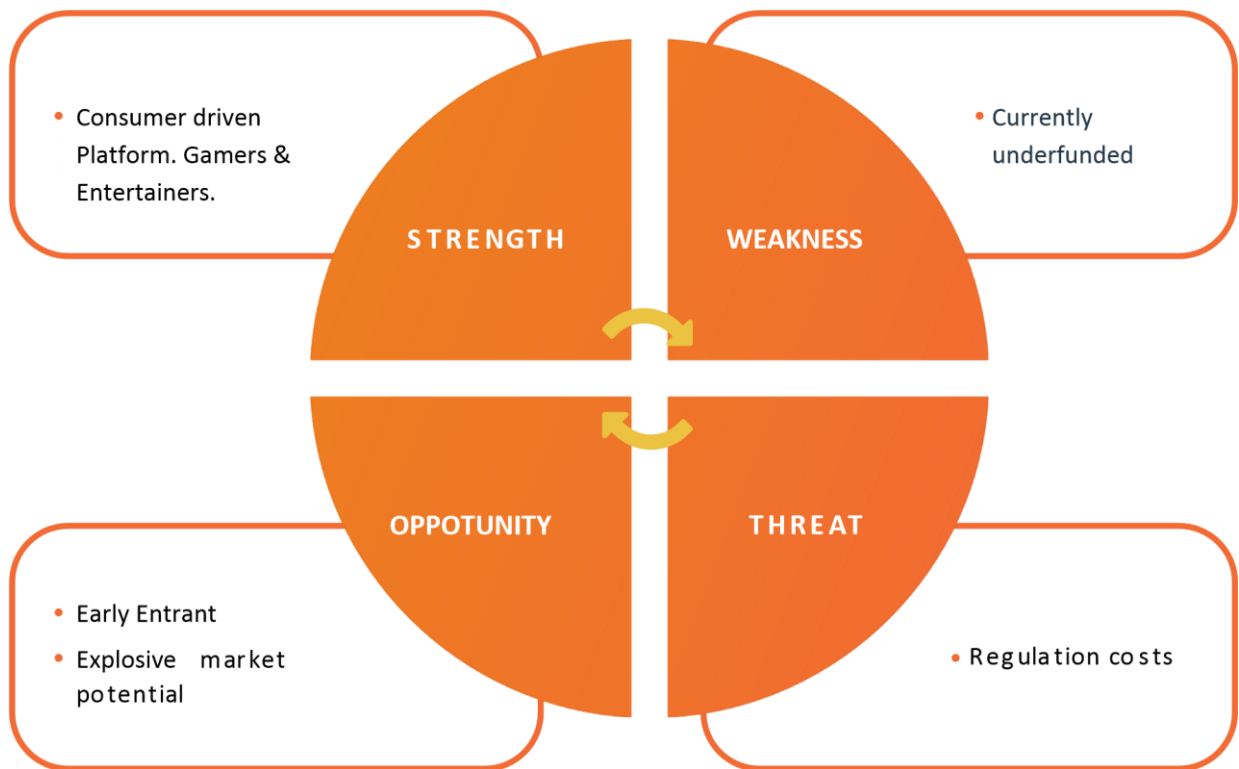 • Consumer driven
Platform. Gamers &
Entertainers.
STRENGTH
WEAKNESS
• Currently
underfunded
OPPOTUNITY
• Early Entrant
• Explosive market
potential
THREAT
• Regulation costs